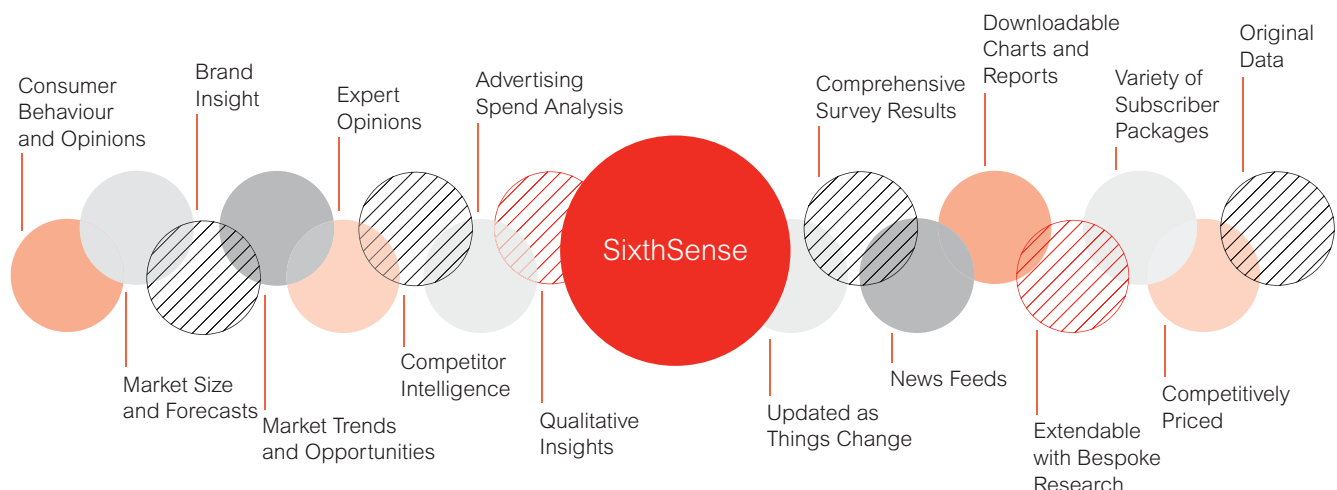 Consumer
Behaviour
and Opinions
Market Size
and Forecasts
Brand
Insight
Market Trends
and Opportunities
Expert
Opinions
Competitor
Intelligence
Advertising
Spend Analysis
Qualitative
Insights
SixthSense
Updated as
Things Change
Comprehensive
Survey Results
News Feeds
Downloadable
Charts and
Reports
Extendable
with Bespoke
Research
Variety of
Subscriber
Packages
Competitively
Priced
Original
Data